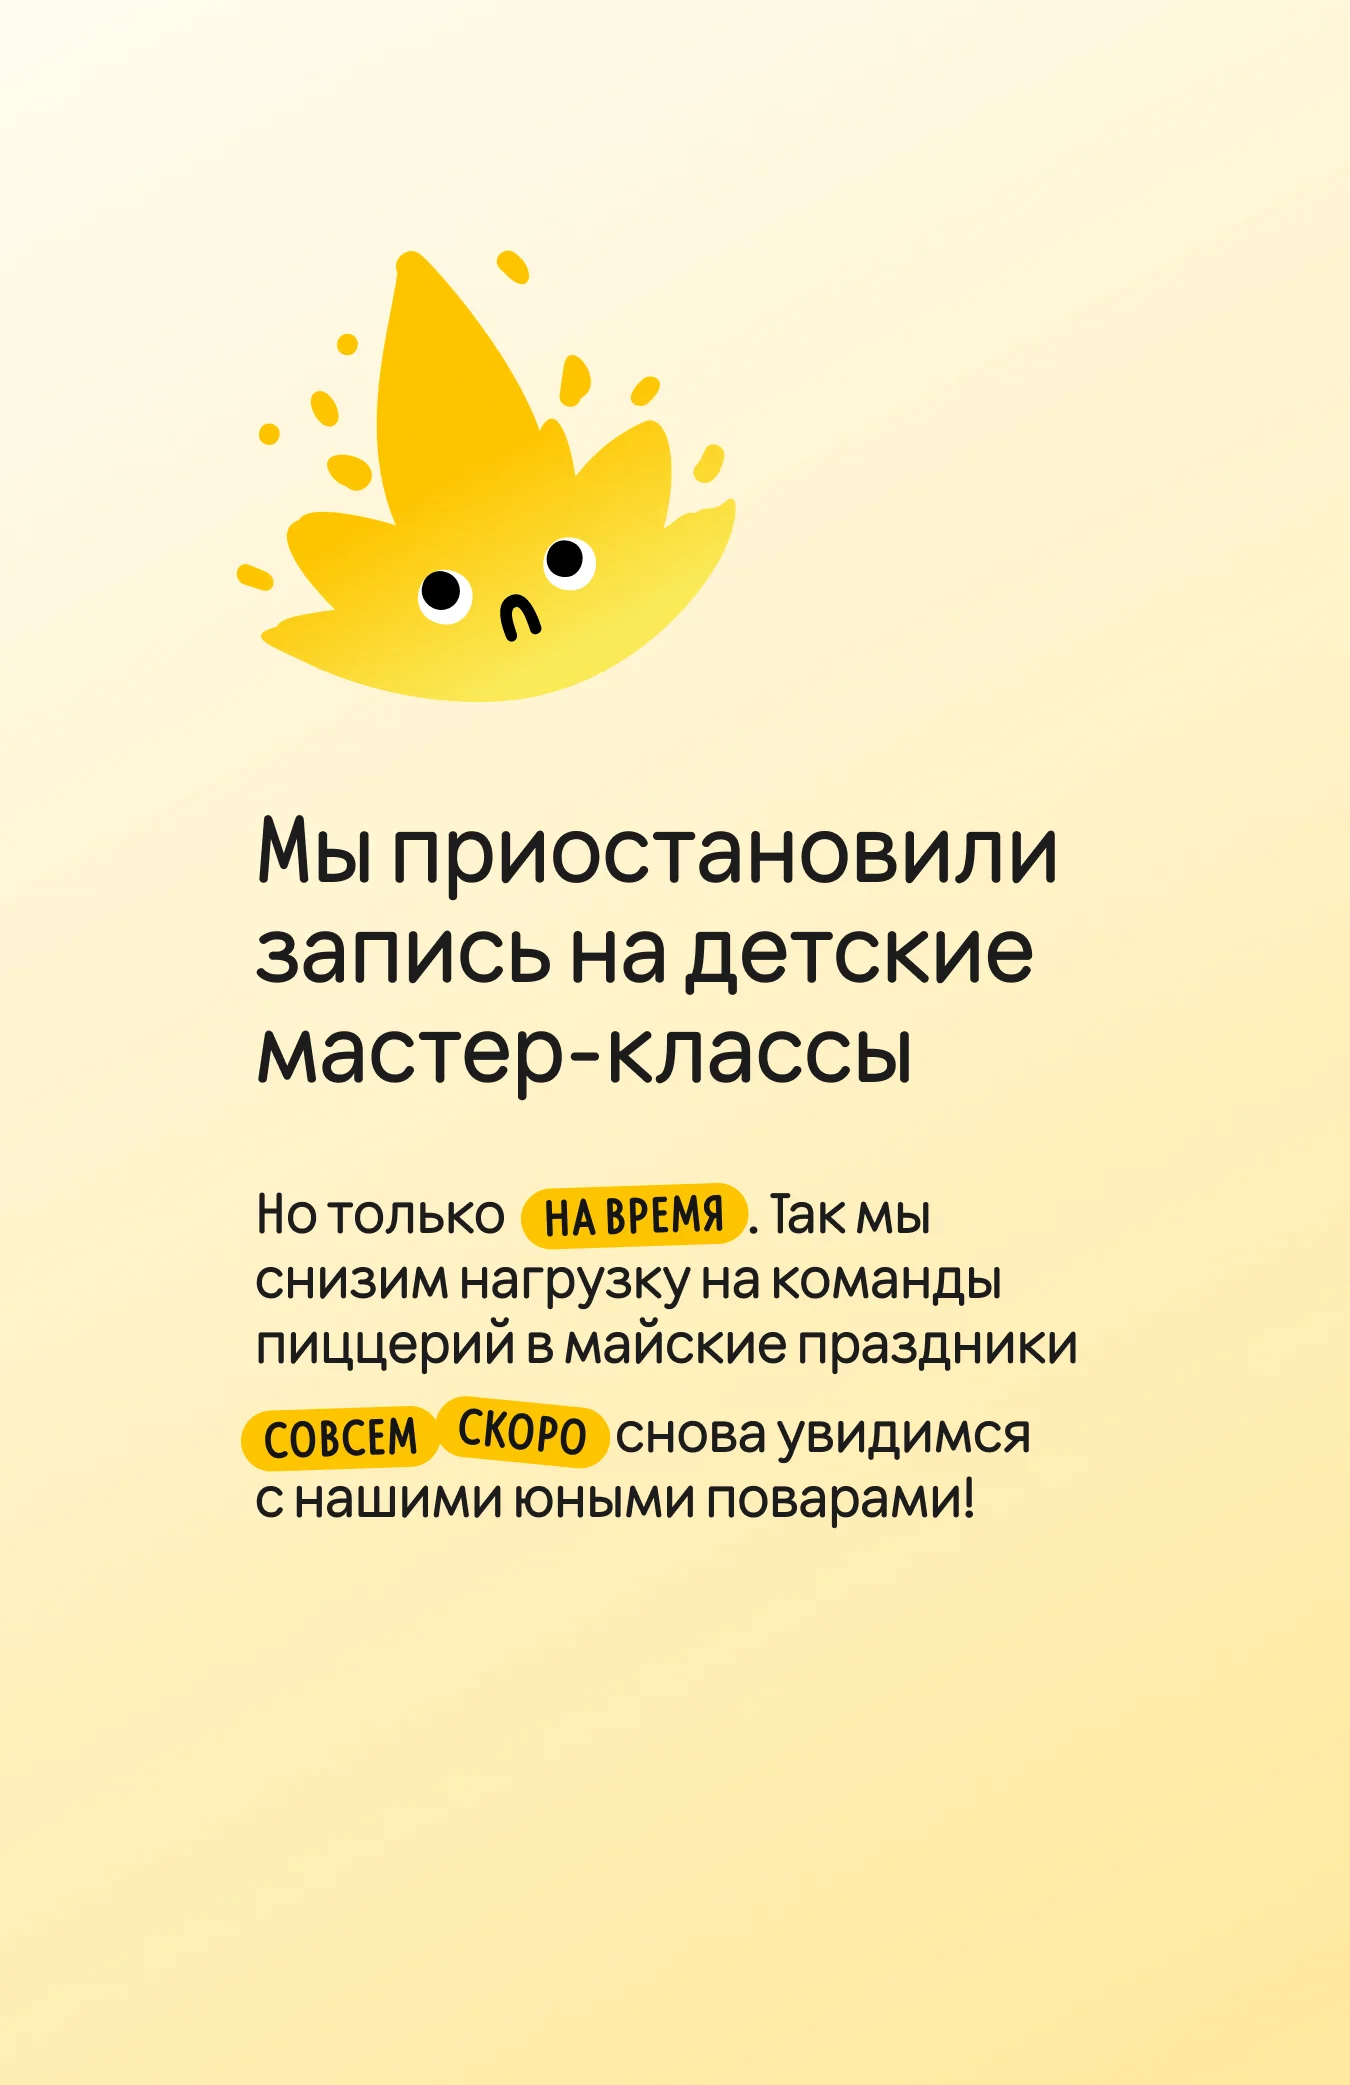 Мы приостановили
запись на детские
мастер-классы
Но только НА ВРЕМЯ. Так мы
снизим нагрузку на команды
пиццерий в майские праздники
СОВСЕМ СКОРО снова увидимся
с нашими юными поварами!